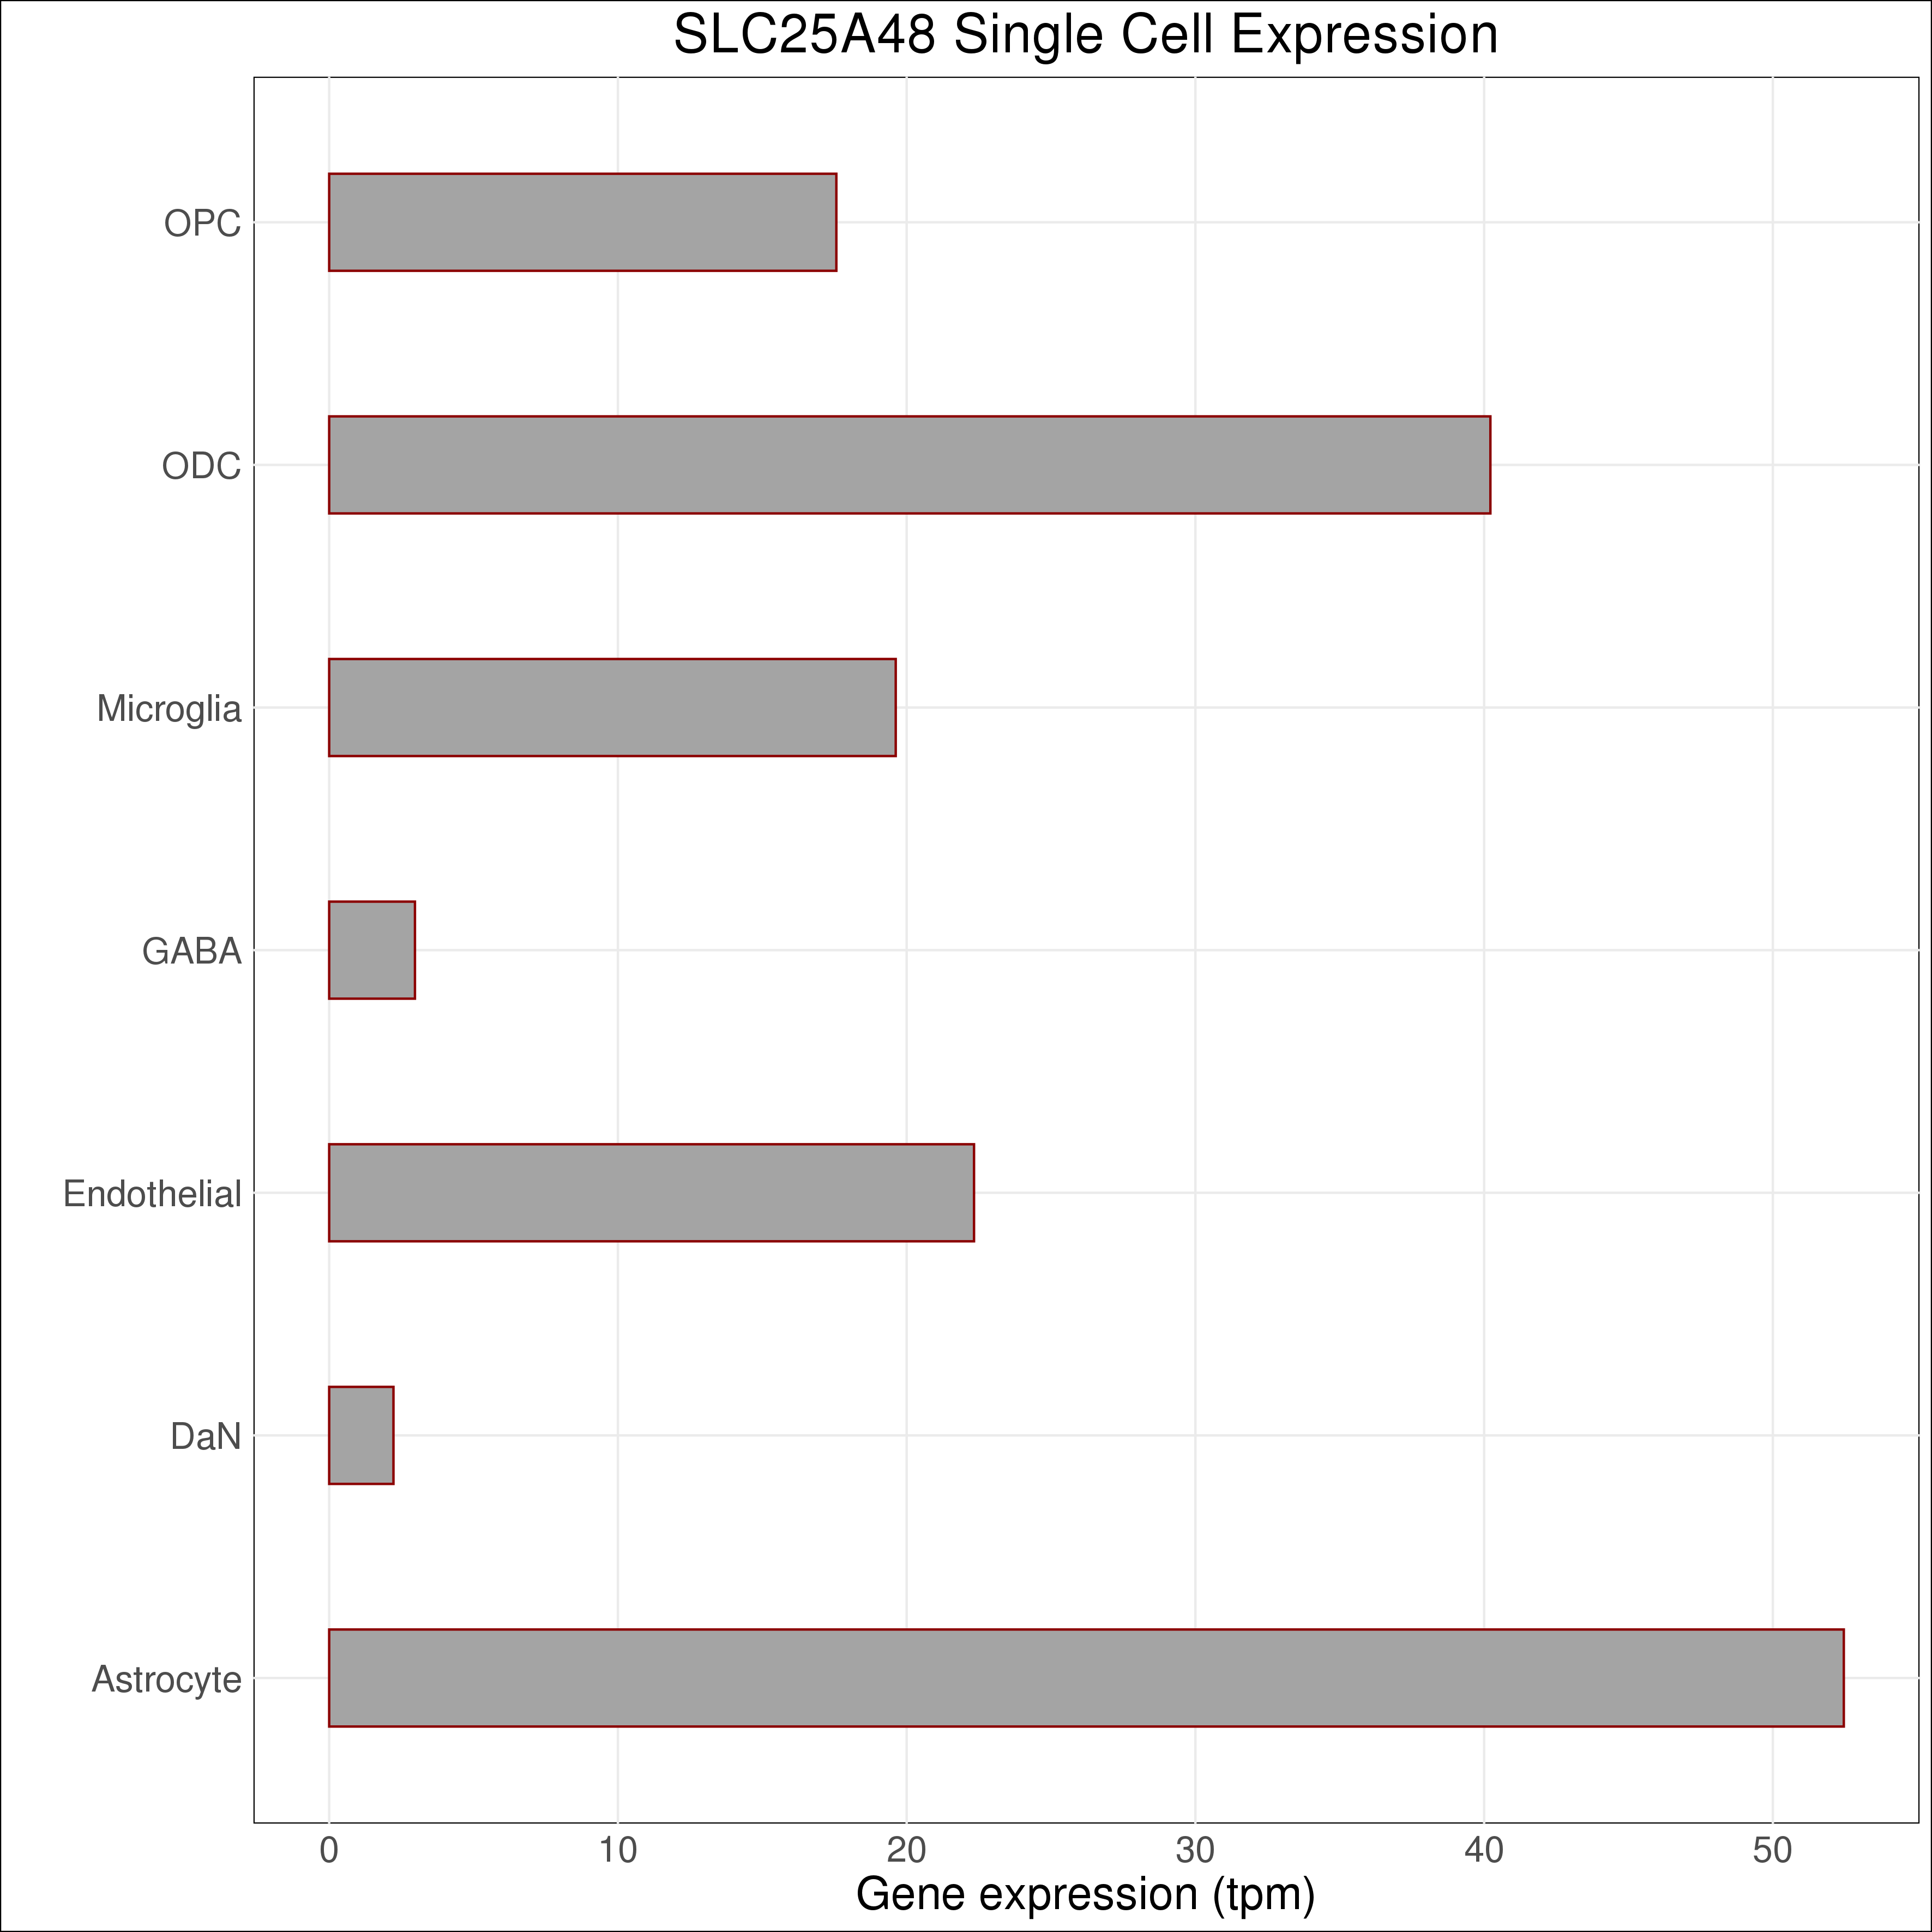 SLC25A48 Single Cell Expression
OPC
ODC
Microglia
GABA
Endothelial
DaN
Astrocyte
0 10 20 30 40 50
Gene expression (tpm)